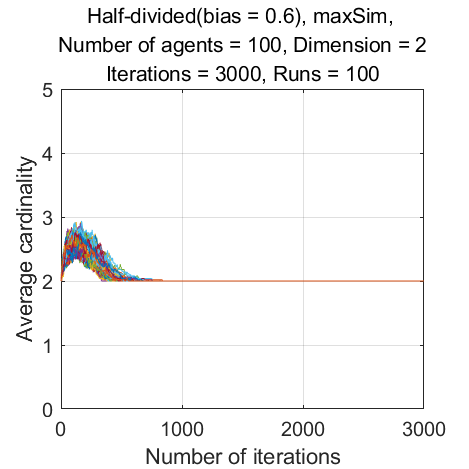 Half-divided(bias = 0.6), maxSim,
Number of agents = 100, Dimension = 2
Iterations = 3000, Runs = 100
5
4
3
2
1
0
Average cardinality
0 1000 2000 3000
Number of iterations